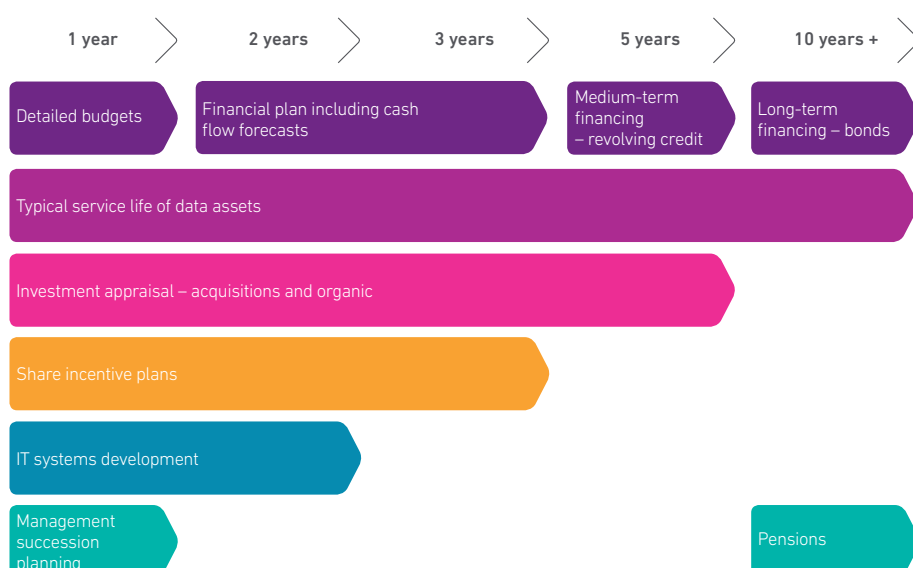 1 year
2 years
3 years
5 years
10 years +
Detailed budgets
Financial plan including cash
flow forecasts
Medium-term
financing
– revolving credit
Long-term
financing – bonds
Typical service life of data assets
Investment appraisal – acquisitions and organic
Share incentive plans
IT systems development
Management
succession
planning
Pensions